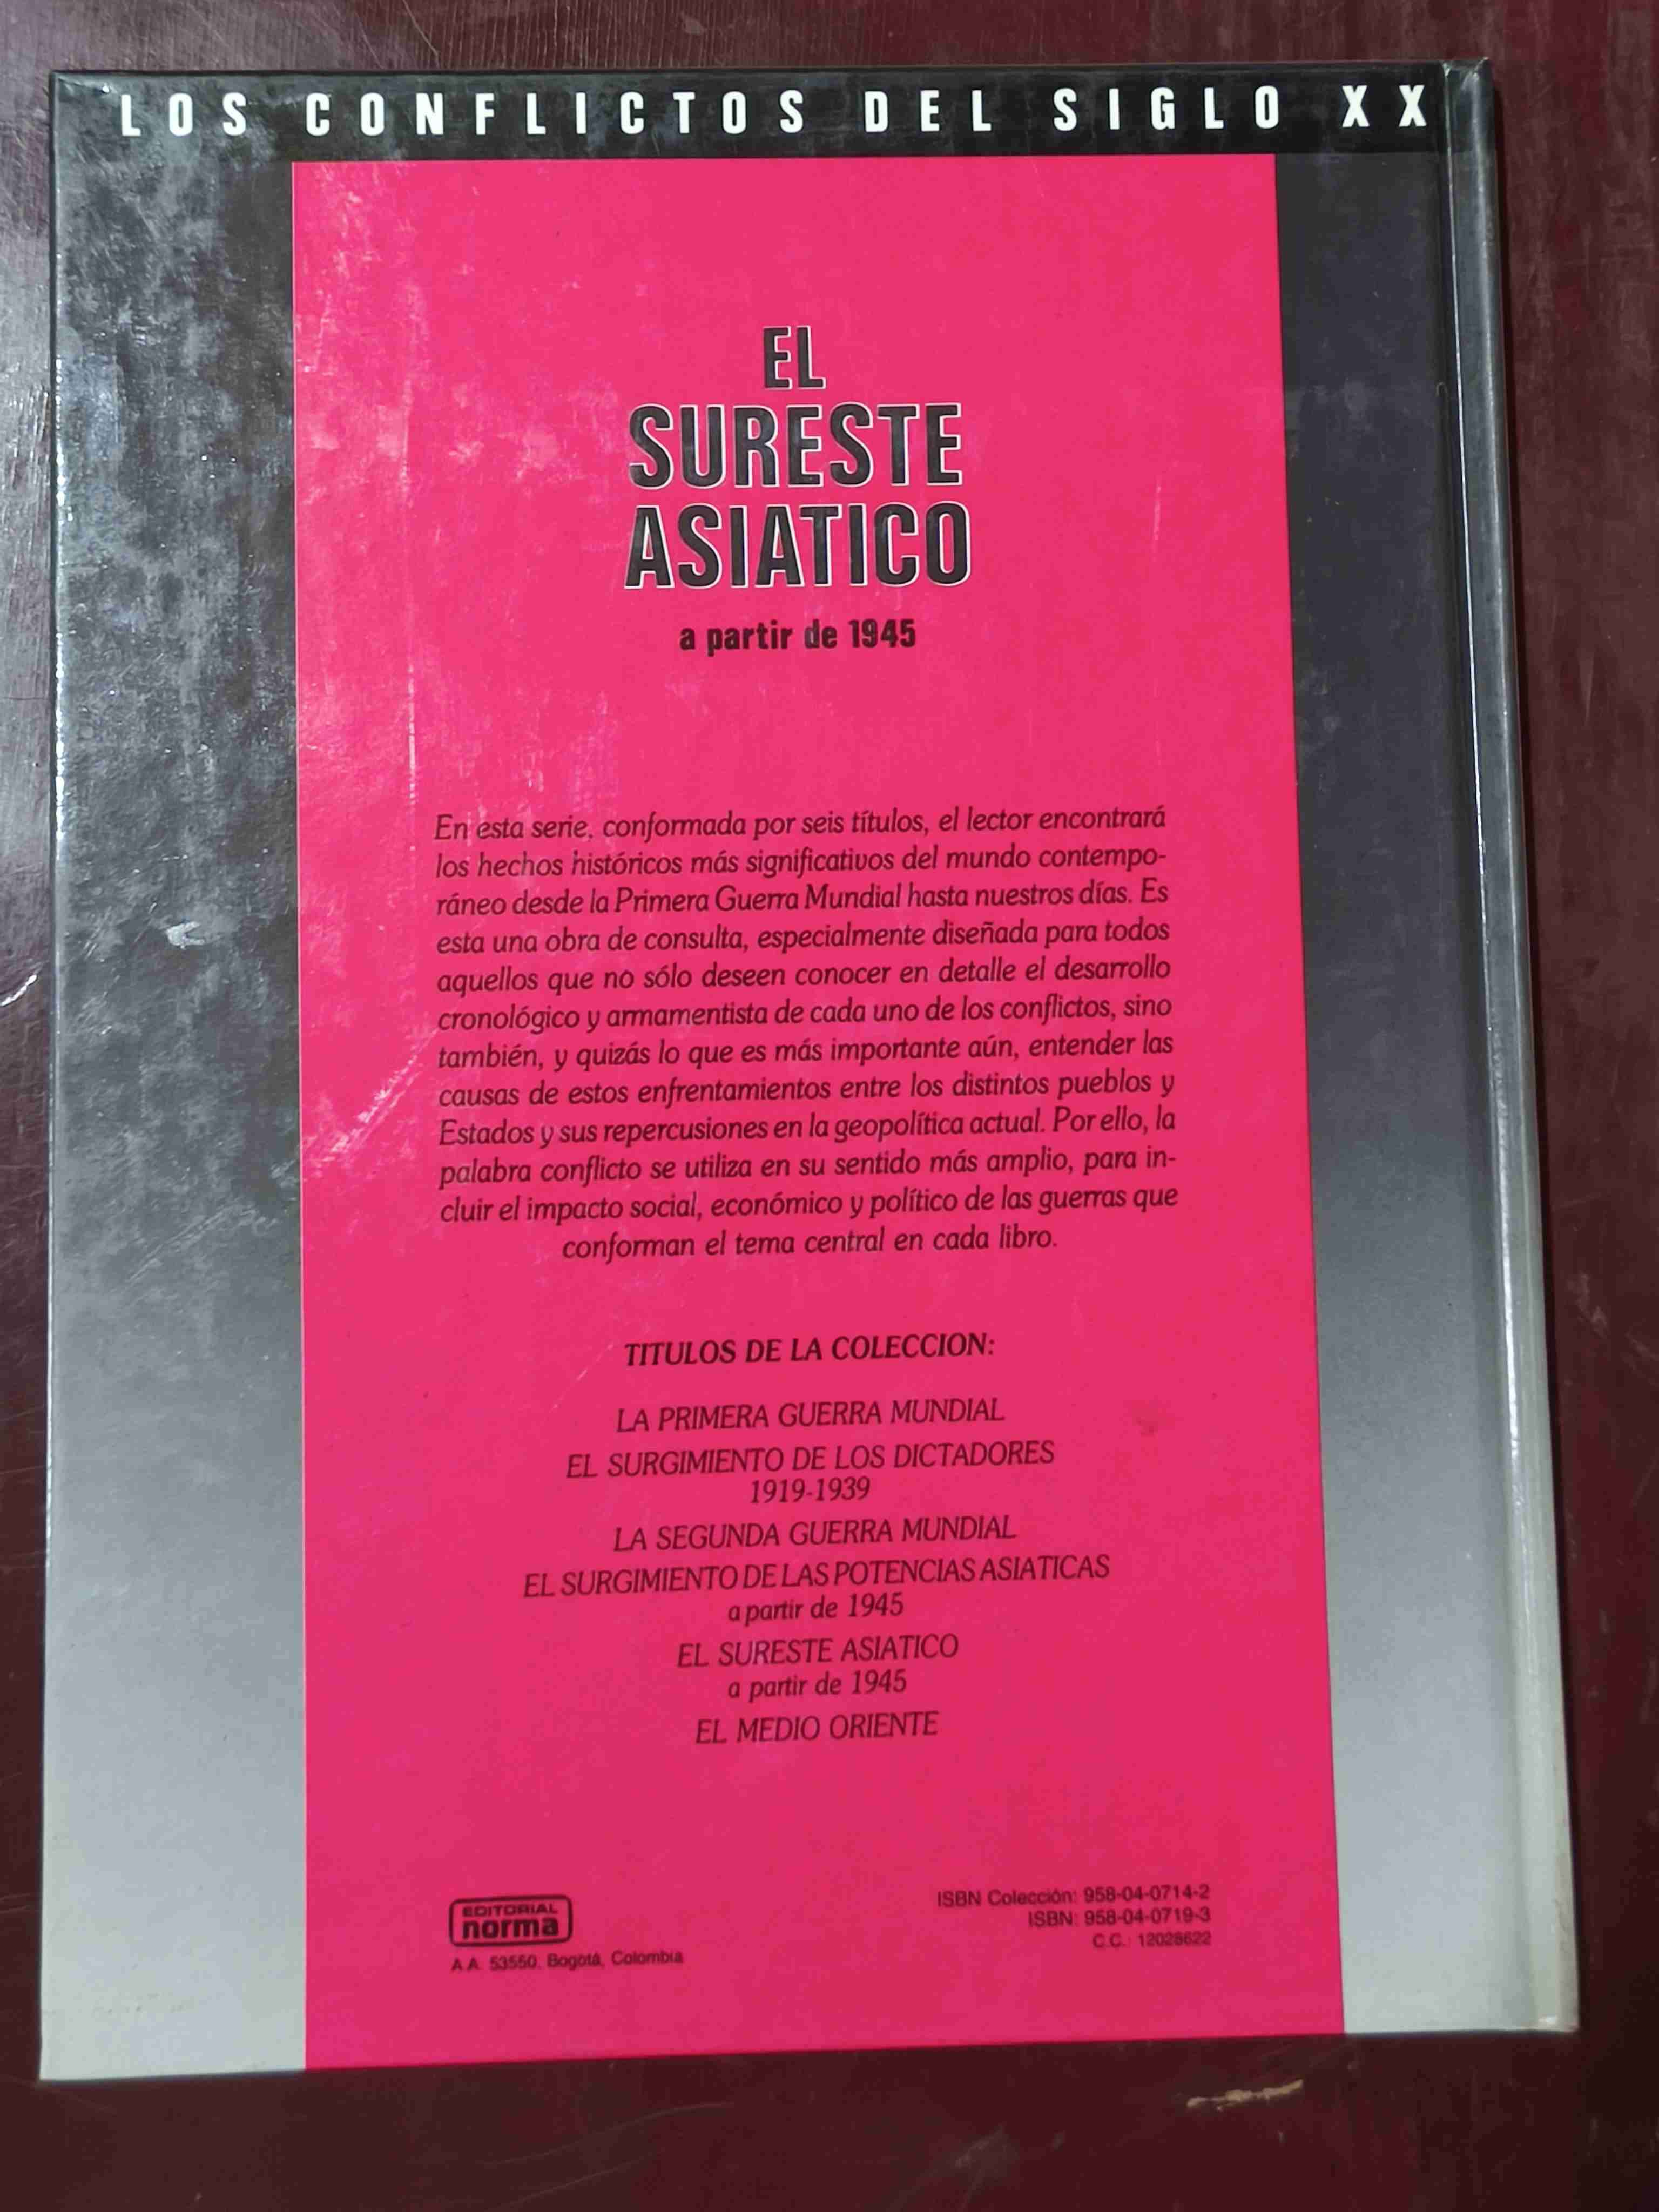 LOS CONFLICTOS DEL SIGLO XX
EL
SURESTE
ASIATICO
a partir de 1945
En esta serie, conformada por seis títulos, el lector encontrará
los hechos históricos más significativos del mundo contempo-
ráneo desde la Primera Guerra Mundial hasta nuestros días. Es
esta una obra de consulta, especialmente diseñada para todos
aquellos que no sólo deseen conocer en detalle el desarrollo
cronológico y armamentista de cada uno de los conflictos, sino
también, y quizás lo que es más importante aún, entender las
causas de estos enfrentamientos entre los distintos pueblos y
Estados y sus repercusiones en la geopolítica actual. Por ello, la
palabra conflicto se utiliza en su sentido más amplio, para in-
cluir el impacto social, económico y político de las guerras que
conforman el tema central en cada libro.
TITULOS DE LA COLECCION:
LA PRIMERA GUERRA MUNDIAL
EL SURGIMIENTO DE LOS DICTADORES
1919-1939
LA SEGUNDA GUERRA MUNDIAL
EL SURGIMIENTO DE LAS POTENCIAS ASIATICAS
a partir de 1945
EL SURESTE ASIATICO
a partir de 1945
EL MEDIO ORIENTE
EDITORIAL
norma
A.A. 53550. Bogotá, Colombia
ISBN Colección: 958-04-0714-2
ISBN: 958-04-0719-3
C.C.: 12028622